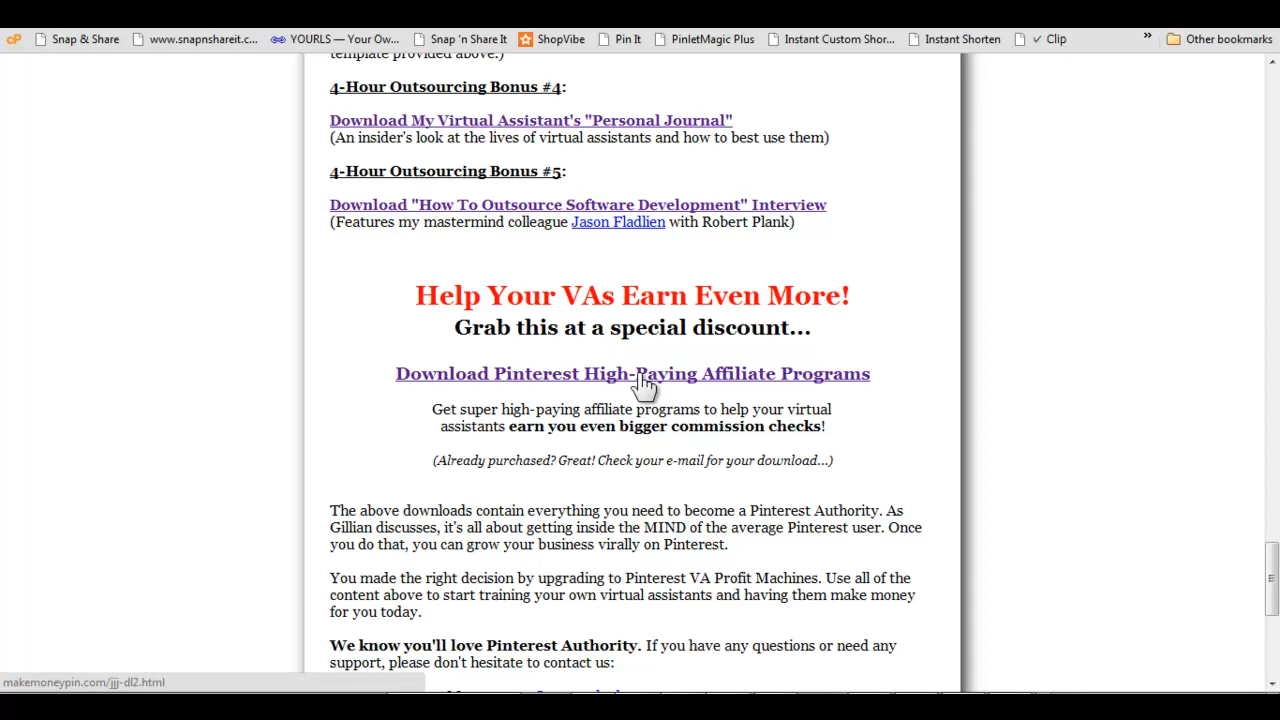 cP Snap & Share www.snapnshareit.c... YOURLS — Your Ow... Snap 'n Share It ShopVibe Pin It PinletMagic Plus Instant Custom Shor... Instant Shorten ✓ Clip » Other bookmarks
template provided above.)
4-Hour Outsourcing Bonus #4:
Download My Virtual Assistant's "Personal Journal"
(An insider's look at the lives of virtual assistants and how to best use them)
4-Hour Outsourcing Bonus #5:
Download "How To Outsource Software Development" Interview
(Features my mastermind colleague Jason Fladlien with Robert Plank)
Help Your VAs Earn Even More!
Grab this at a special discount...
Download Pinterest High-Paying Affiliate Programs
Get super high-paying affiliate programs to help your virtual
assistants earn you even bigger commission checks!
(Already purchased? Great! Check your e-mail for your download...)
The above downloads contain everything you need to become a Pinterest Authority. As
Gillian discusses, it's all about getting inside the MIND of the average Pinterest user. Once
you do that, you can grow your business virally on Pinterest.
You made the right decision by upgrading to Pinterest VA Profit Machines. Use all of the
content above to start training your own virtual assistants and having them make money
for you today.
We know you'll love Pinterest Authority. If you have any questions or need any
support, please don't hesitate to contact us:
makemoneypin.com/jjj-dl2.html